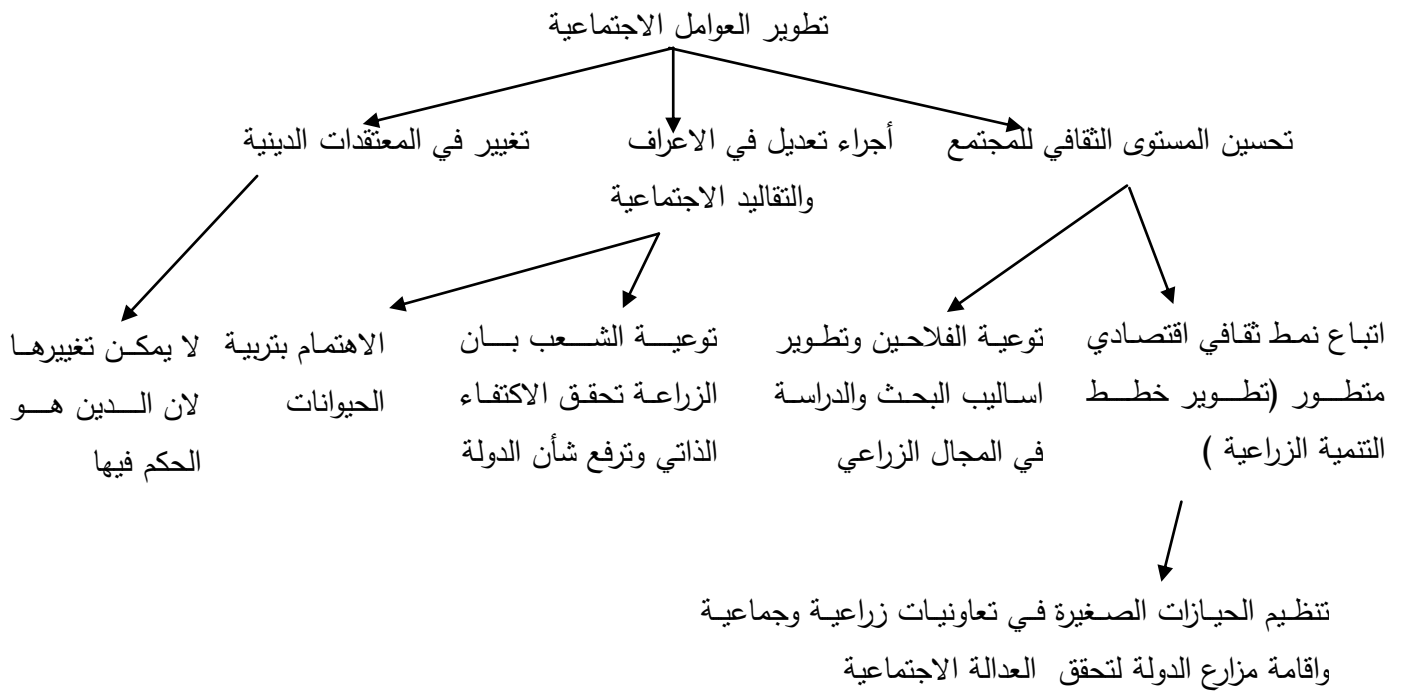 تطوير العوامل الاجتماعية
تحسين المستوى الثقافي للمجتمع
أجراء تعديل في الاعراف
والتقاليد الاجتماعية
تغيير في المعتقدات الدينية
اتباع نمط ثقافي اقتصادي
متطور (تطوير خطط
التنمية الزراعية )
توعية الفلاحين وتطوير
اساليب البحث والدراسة
في المجال الزراعي
توعية الشعب بان
الزراعة تحقق الاكتفاء
الذاتي وترفع شأن الدولة
الاهتمام بتربية
الحيوانات
لا يمكن تغييرها
لان الدين هو
الحكم فيها
تنظيم الحيازات الصغيرة في تعاونيات زراعية وجماعية
واقامة مزارع الدولة لتحقق العدالة الاجتماعية